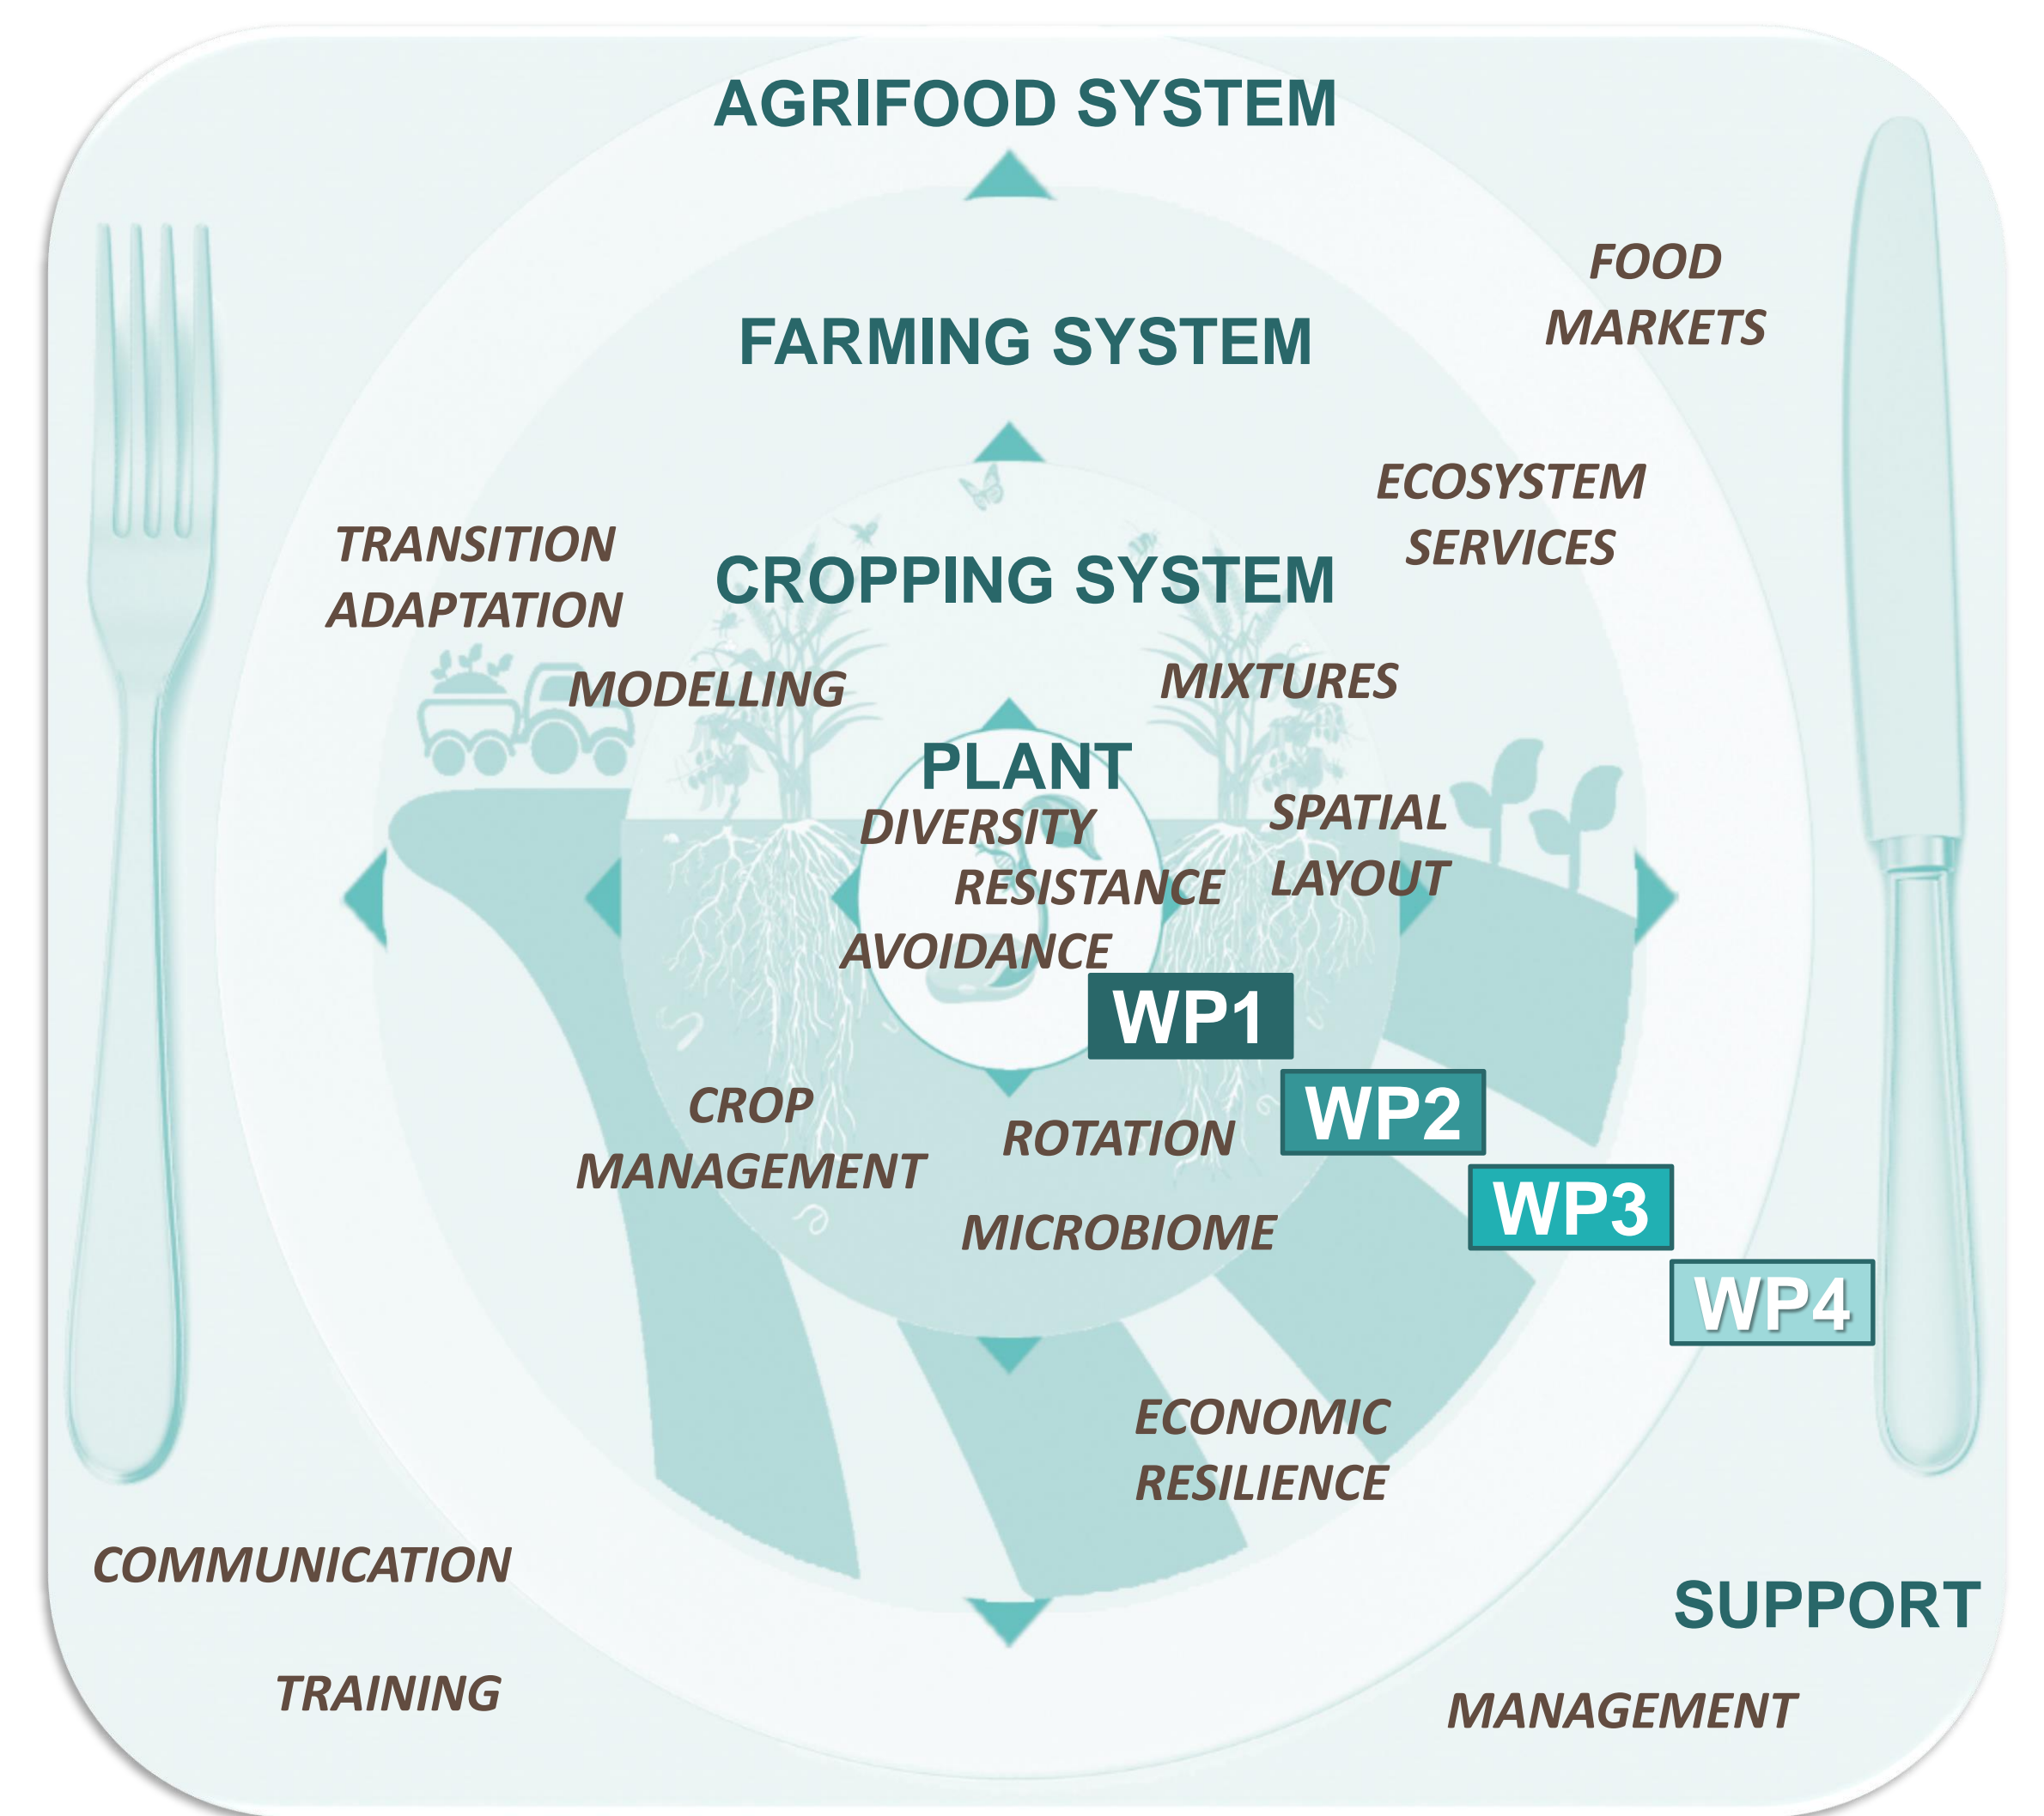 AGRIFOOD SYSTEM
FOOD
MARKETS
FARMING SYSTEM
ECOSYSTEM
SERVICES
TRANSITION
ADAPTATION
CROPPING SYSTEM
MODELLING
MIXTURES
PLANT
DIVERSITY
SPATIAL
LAYOUT
RESISTANCE
AVOIDANCE
WP1
WP2
CROP
MANAGEMENT
ROTATION
WP3
MICROBIOME
WP4
ECONOMIC
RESILIENCE
COMMUNICATION
SUPPORT
TRAINING
MANAGEMENT